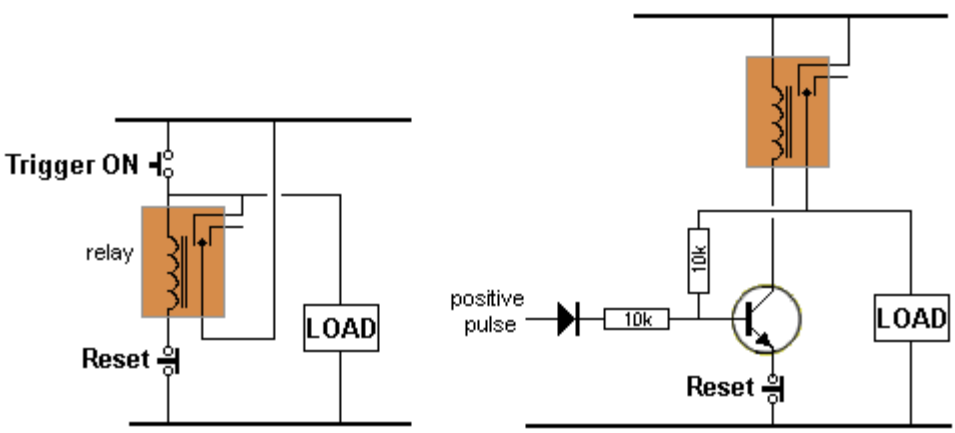 Trigger ON
relay
Reset
LOAD
10k
positive
pulse
10k
LOAD
Reset